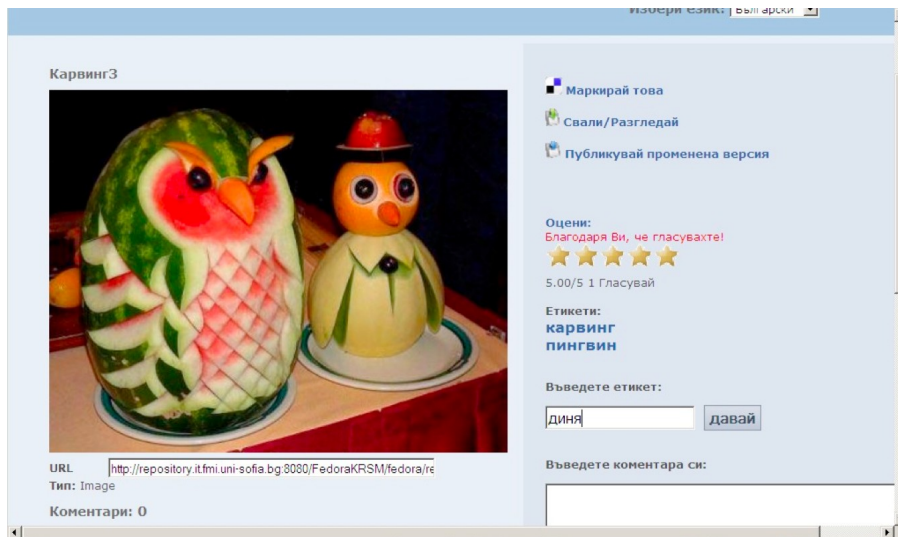 Избери език: Български
Карвинг3
Маркирай това
Свали/Разгледай
Публикувай променена версия
Оцени:
Благодаря Ви, че гласувахте!
5.00/5 1 Гласувай
Етикети:
карвинг
пингвин
Въведете етикет:
диня
давай
Въведете коментара си:
URL http://repository.it.fmi.uni-sofia.bg:8080/FedoraKRSM/fedora/re
Тип: Image
Коментари: 0